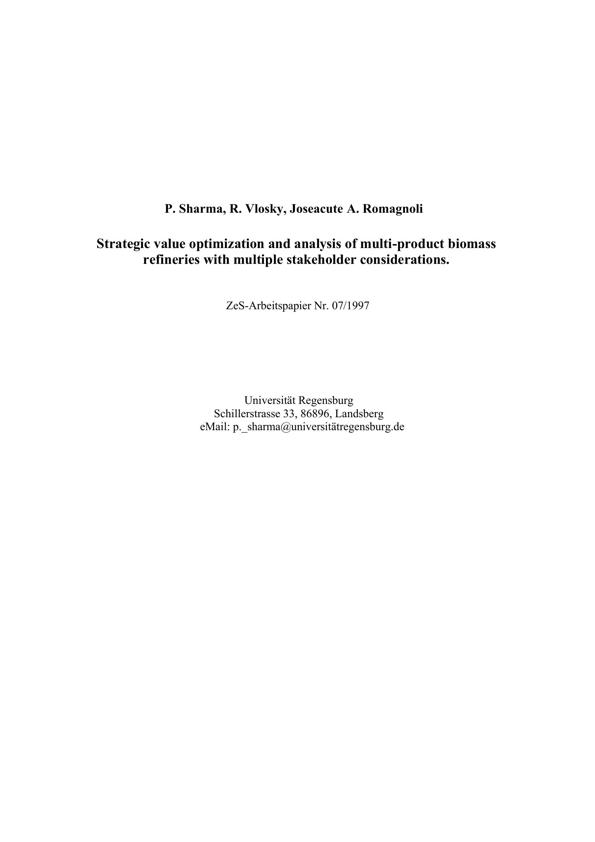 P. Sharma, R. Vlosky, Joseacute A. Romagnoli
Strategic value optimization and analysis of multi-product biomass
refineries with multiple stakeholder considerations.
ZeS-Arbeitspapier Nr. 07/1997
Universität Regensburg
Schillerstrasse 33, 86896, Landsberg
eMail: p._sharma@universitätregensburg.de